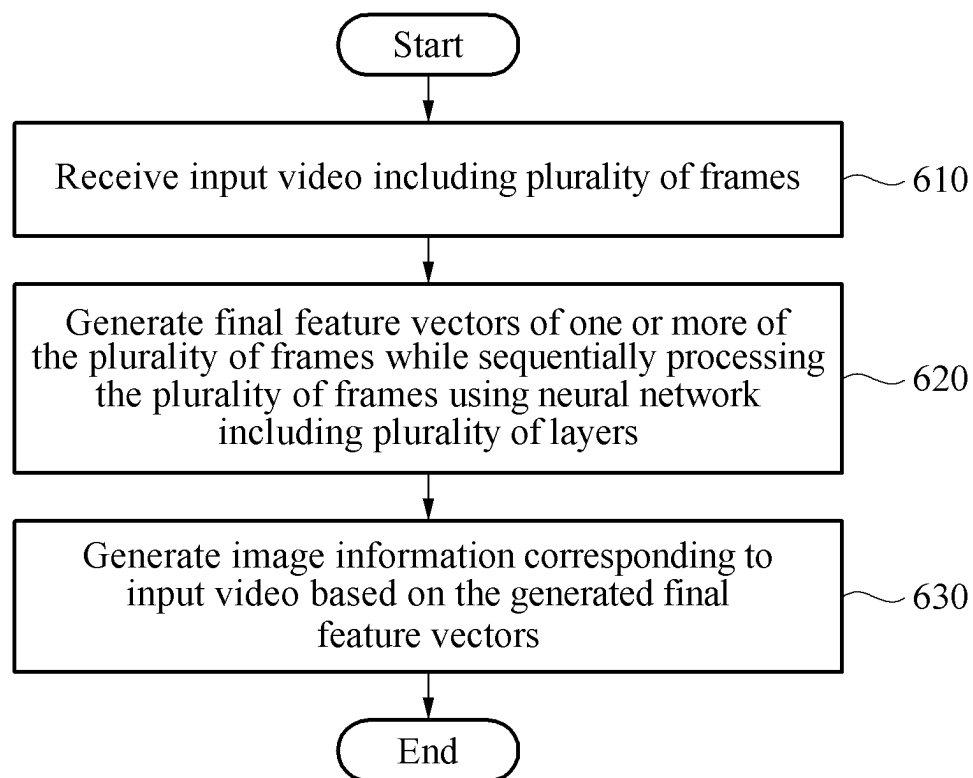 Start
Receive input video including plurality of frames
610
Generate final feature vectors of one or more of
the plurality of frames while sequentially processing
the plurality of frames using neural network
including plurality of layers
620
Generate image information corresponding to
input video based on the generated final
feature vectors
630
End